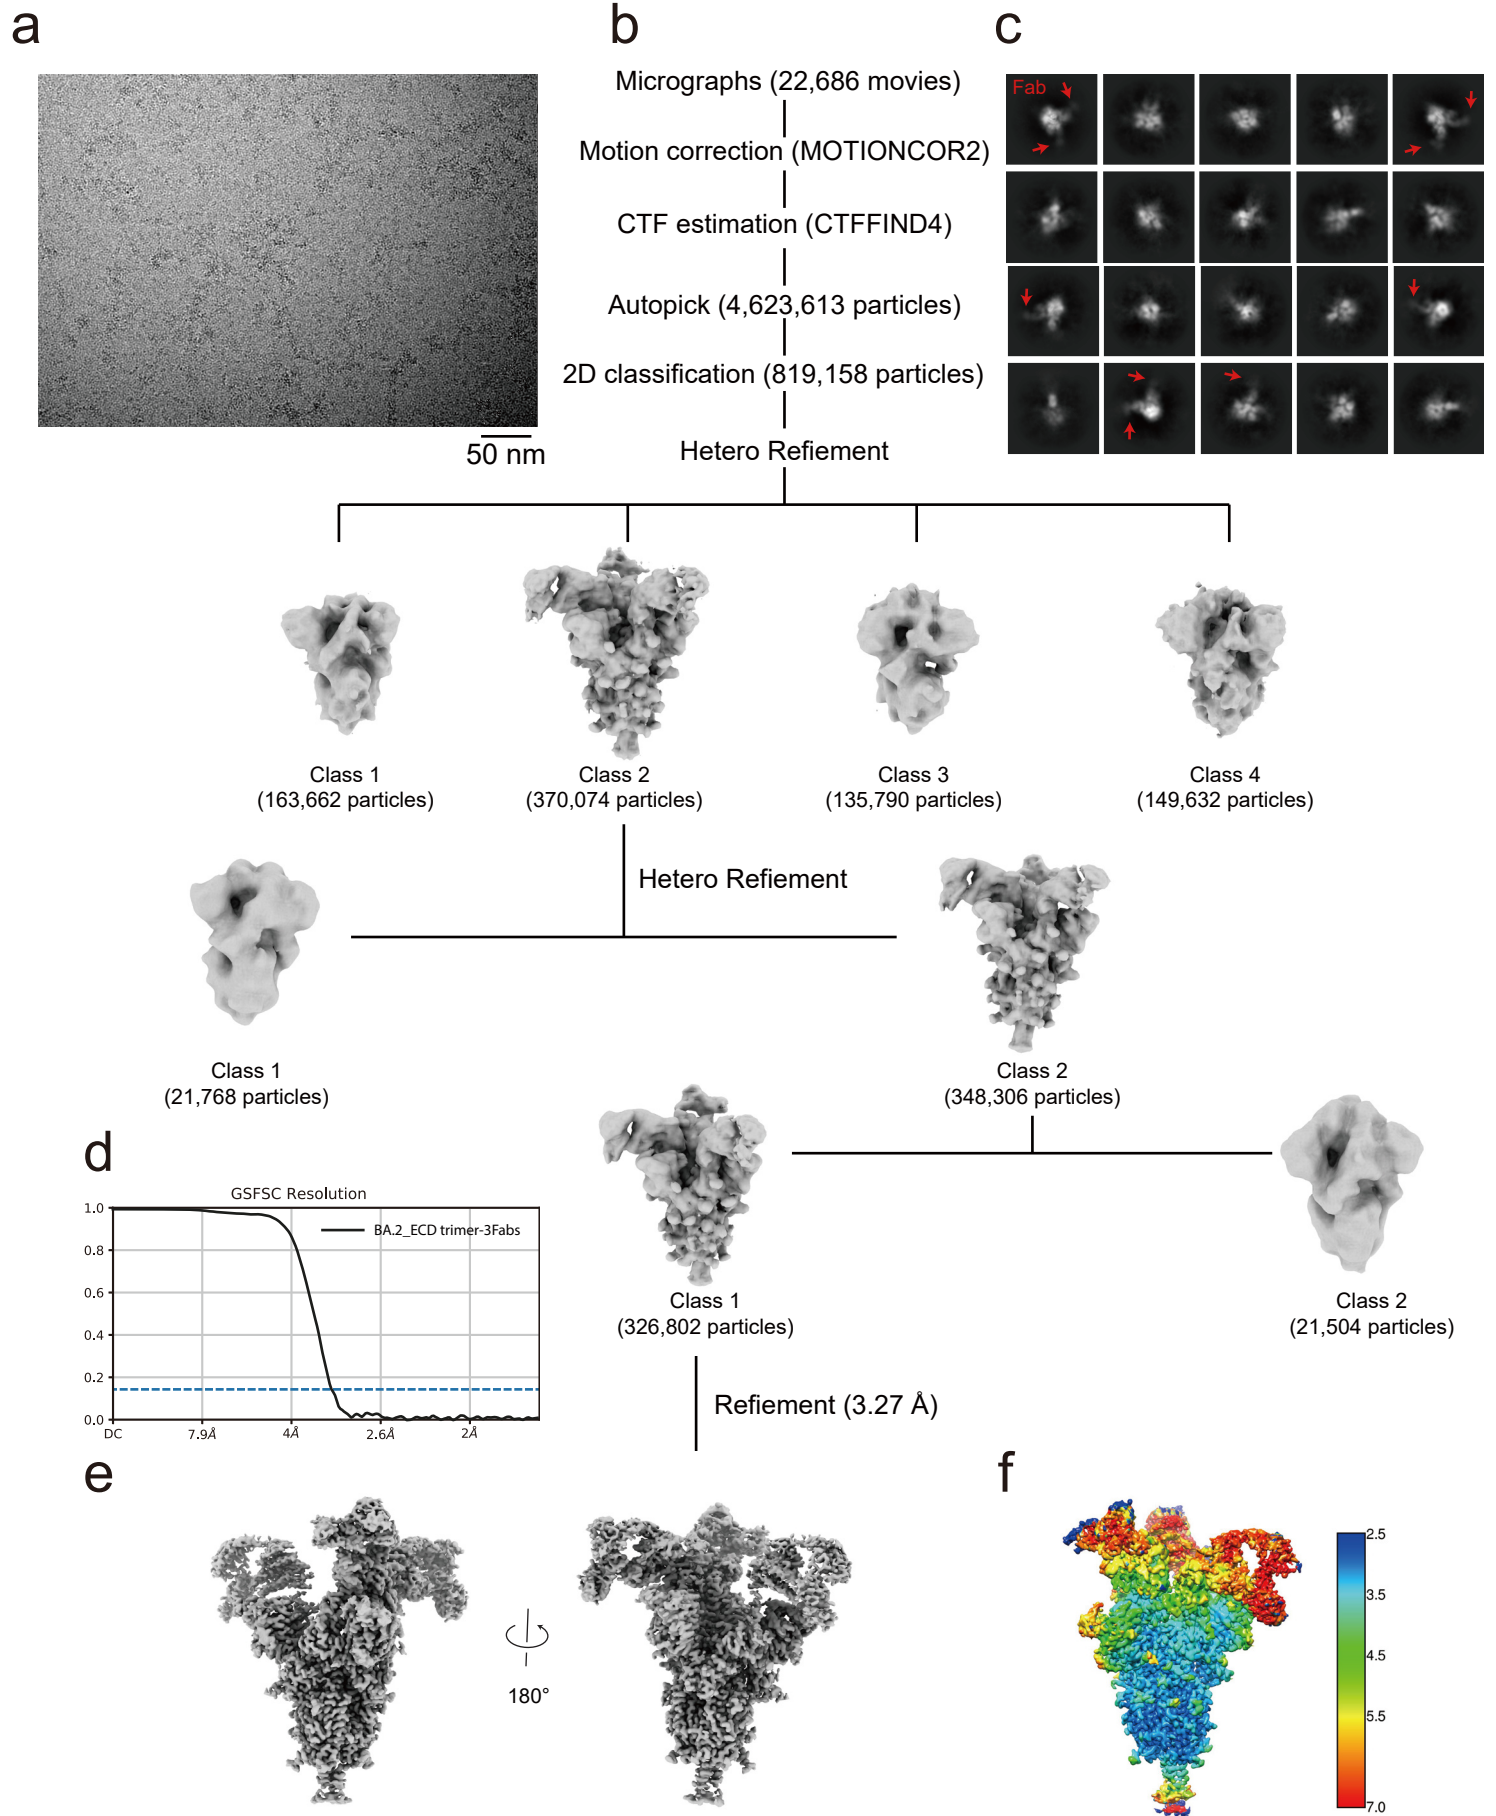 a
b
c
Micrographs (22,686 movies)
Motion correction (MOTIONCOR2)
CTF estimation (CTFFIND4)
Autopick (4,623,613 particles)
2D classification (819,158 particles)
Hetero Refiement
50 nm
Fab
Class 1
(163,662 particles)
Class 2
(370,074 particles)
Class 3
(135,790 particles)
Class 4
(149,632 particles)
Hetero Refiement
Class 1
(21,768 particles)
Class 2
(348,306 particles)
Class 1
(326,802 particles)
Class 2
(21,504 particles)
Refiement (3.27 Å)
d
GSFSC Resolution
BA.2_ECD trimer-3Fabs
1.0
0.8
0.6
0.4
0.2
0.0
DC
7.9Å
4Å
2.6Å
2Å
e
180°
f
2.5
3.5
4.5
5.5
7.0